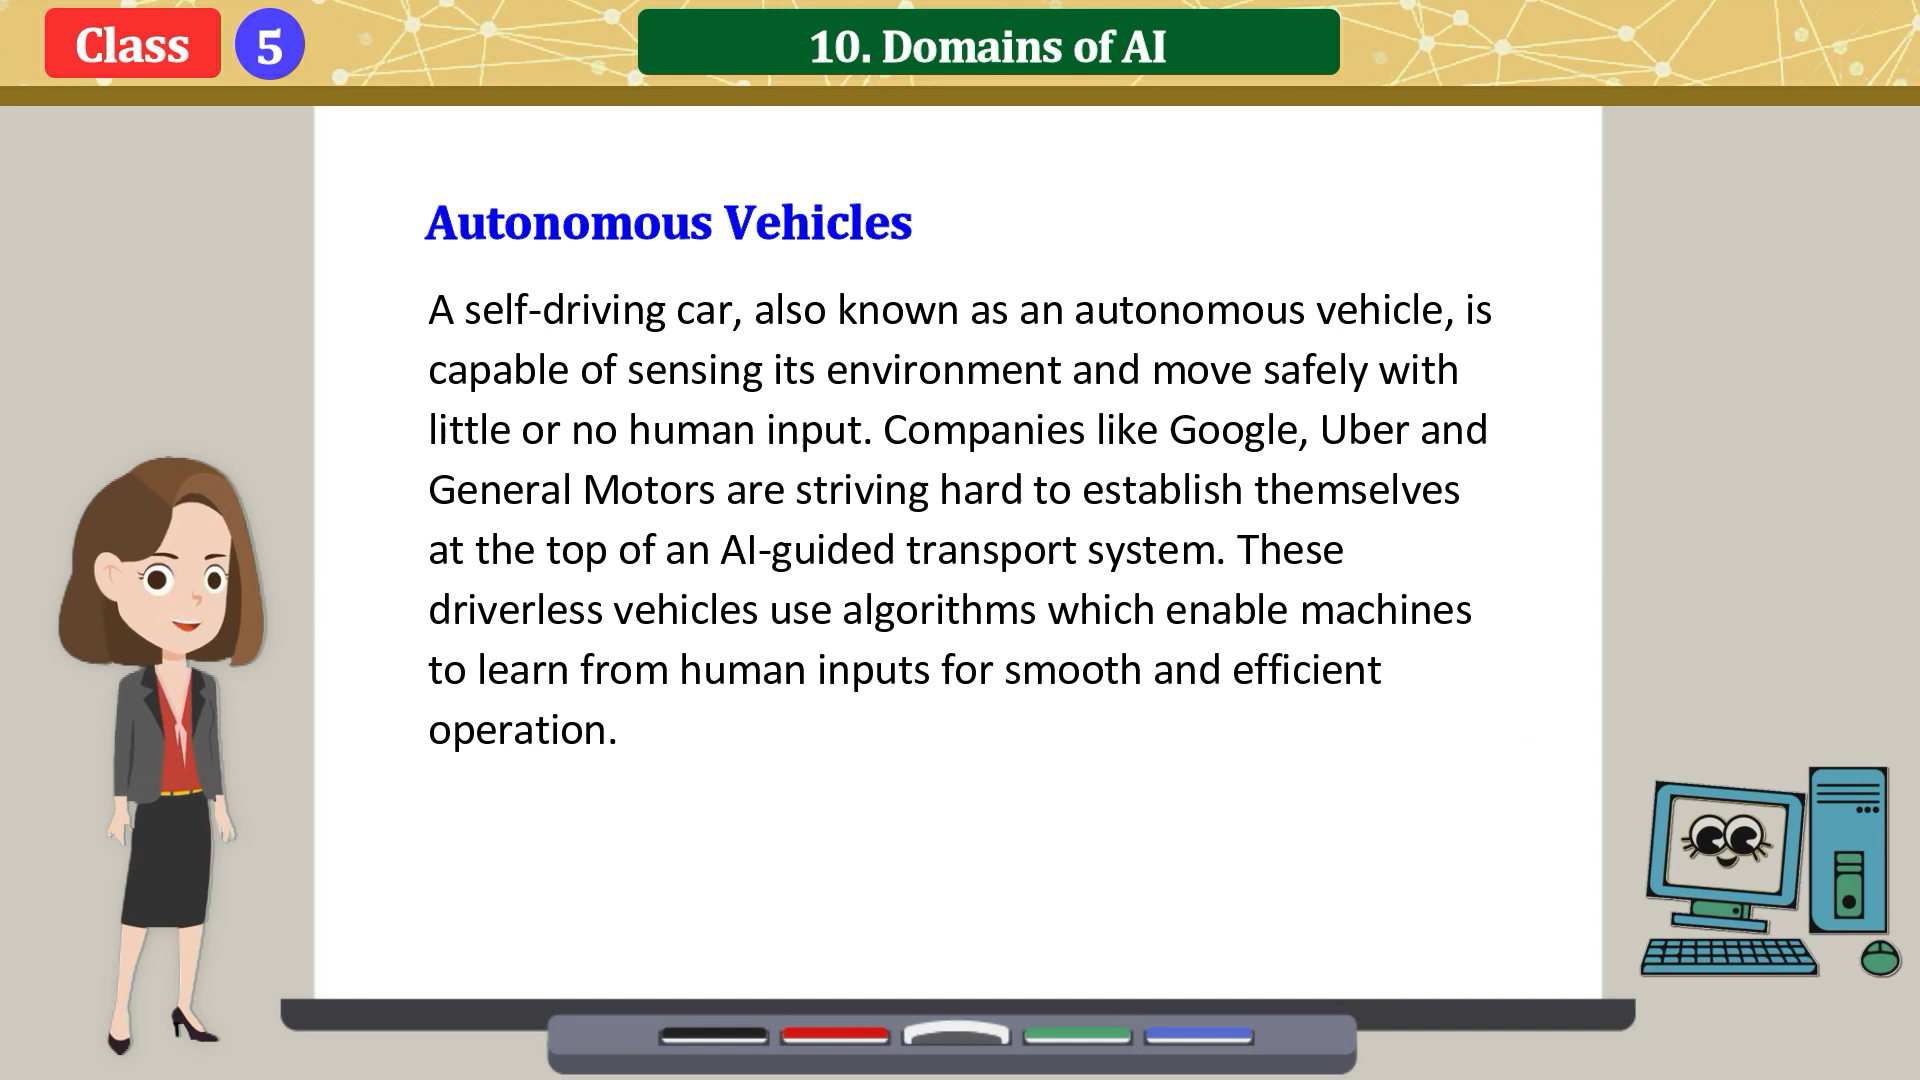 Class 5
10. Domains of AI
Autonomous Vehicles
A self-driving car, also known as an autonomous vehicle, is
capable of sensing its environment and move safely with
little or no human input. Companies like Google, Uber and
General Motors are striving hard to establish themselves
at the top of an AI-guided transport system. These
driverless vehicles use algorithms which enable machines
to learn from human inputs for smooth and efficient
operation.